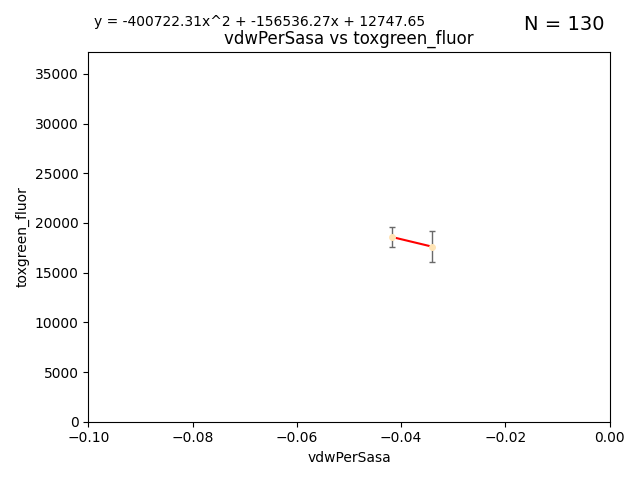 y = -400722.31x^2 + -156536.27x + 12747.65
N = 130
vdwPerSasa vs toxgreen_fluor
35000
30000
25000
20000
15000
10000
5000
0
toxgreen_fluor
−0.10 −0.08 −0.06 −0.04 −0.02 0.00
vdwPerSasa